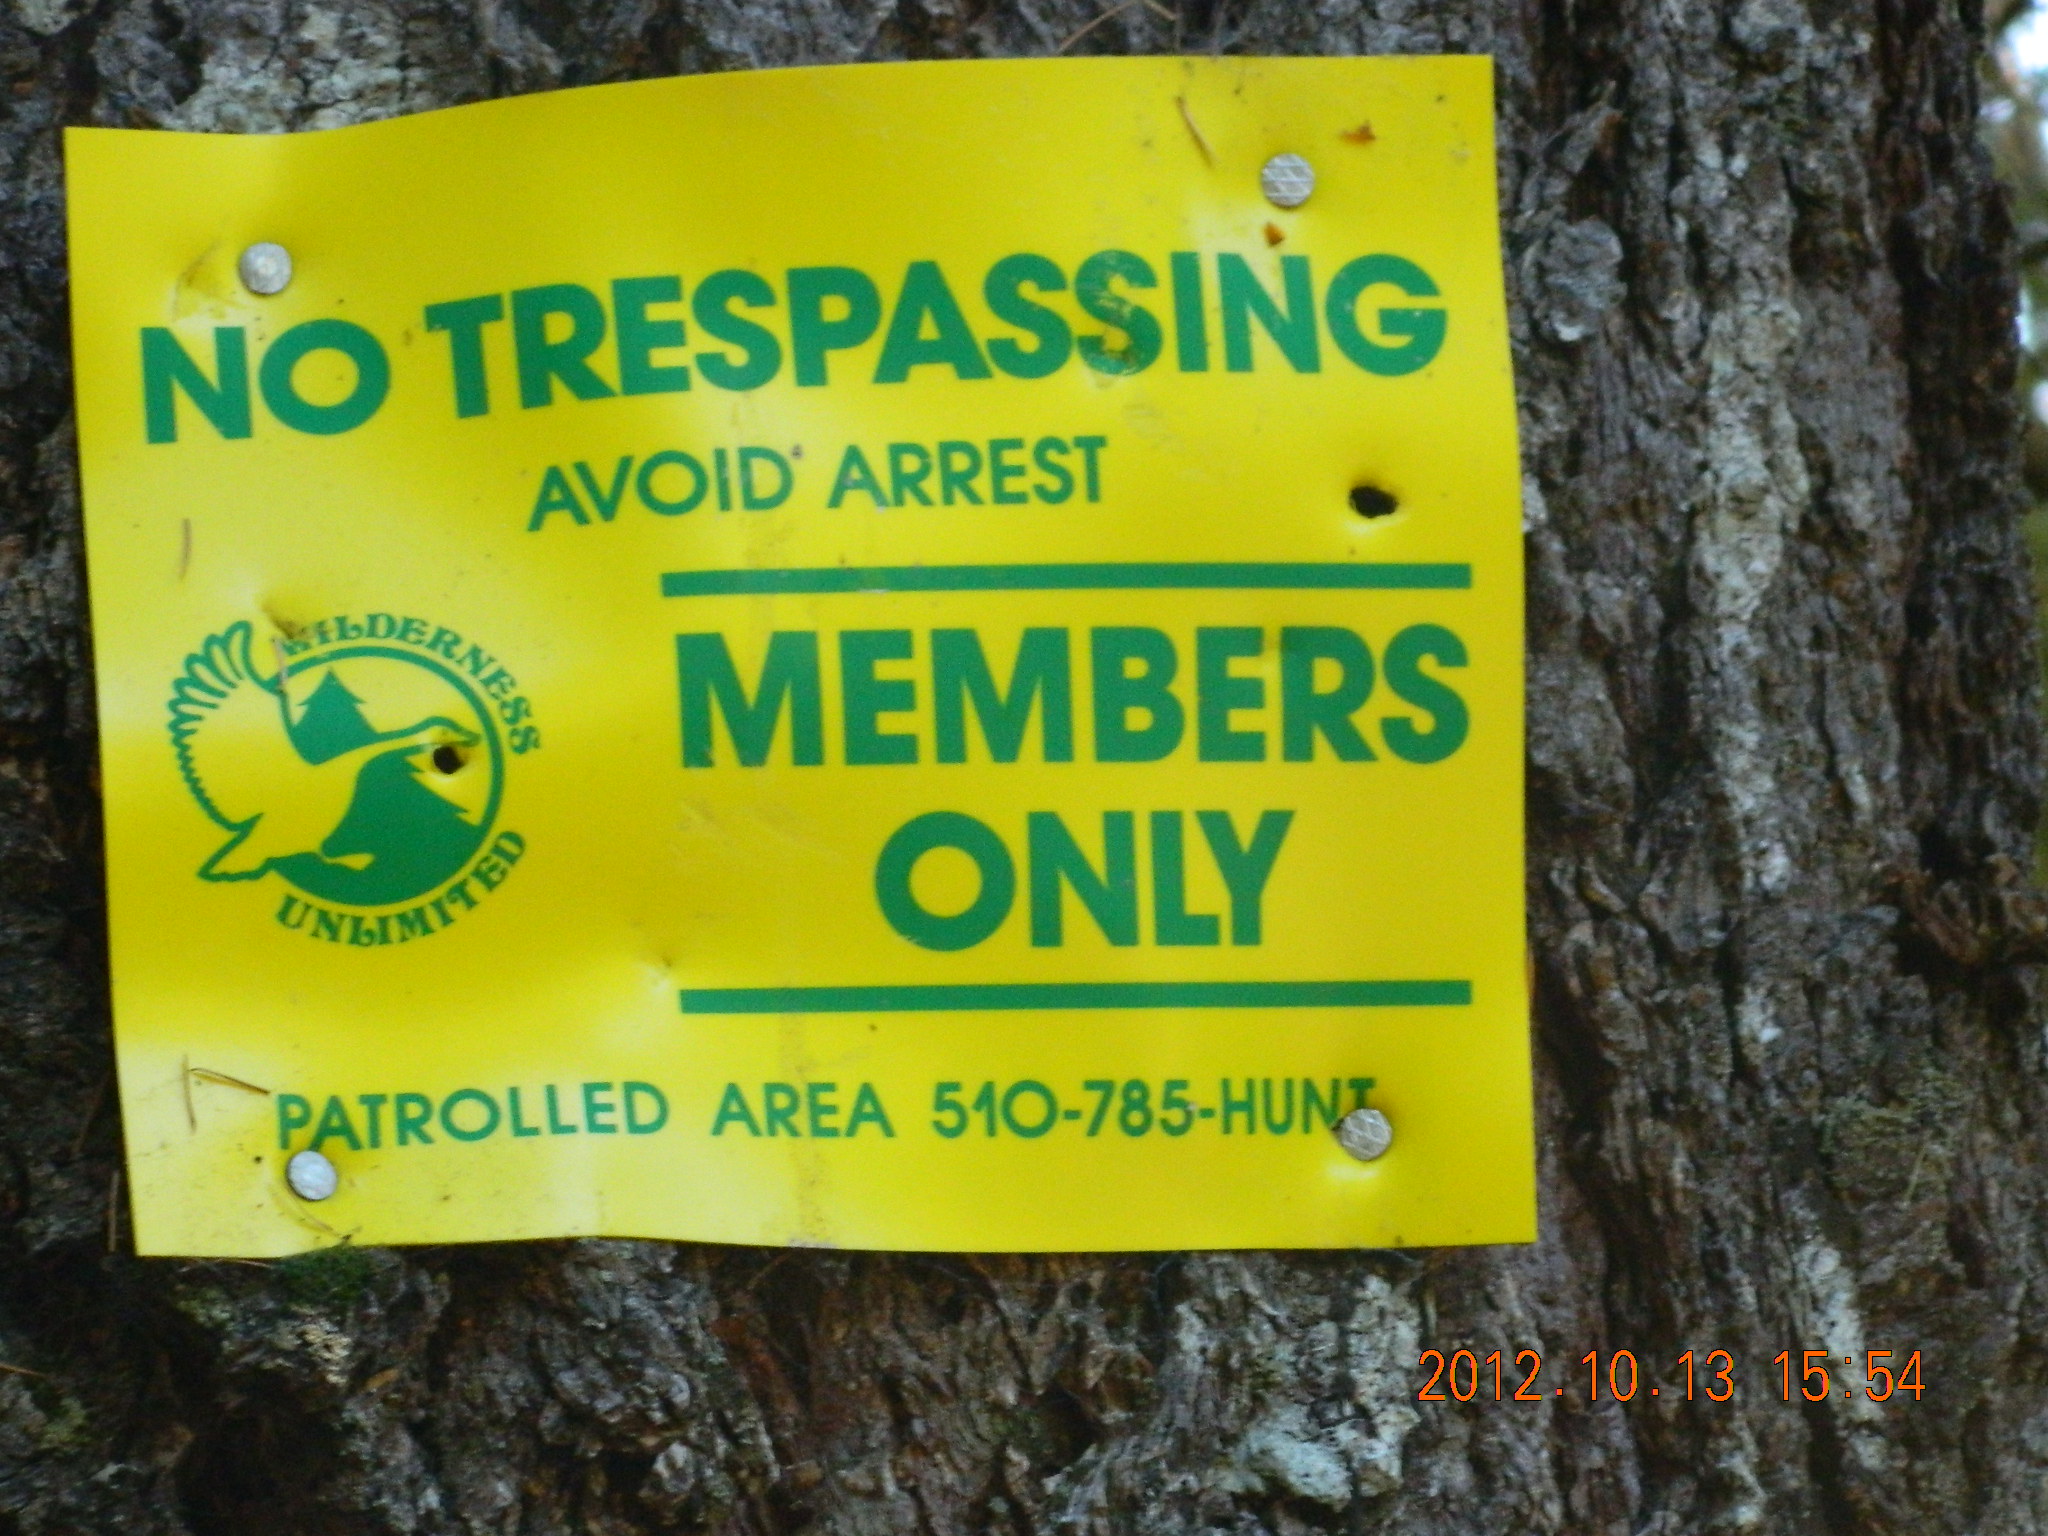 NO TRESPASSING
AVOID ARREST
WILDERNESS
UNLIMITED
MEMBERS
ONLY
PATROLLED AREA 510-785-HUNT
2012.10.13 15:54